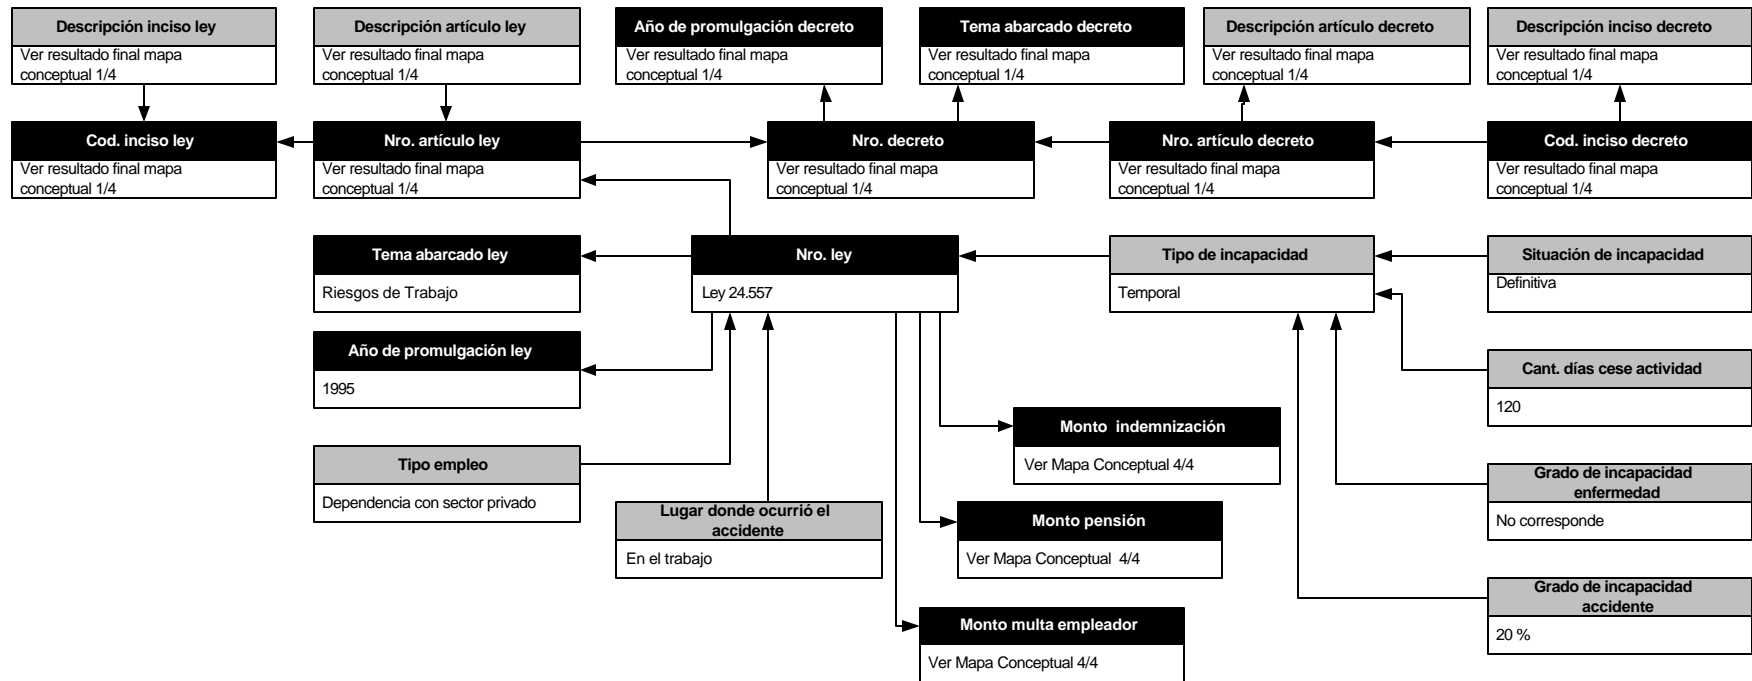 Descripción inciso ley
Ver resultado final mapa
conceptual 1/4
Descripción artículo ley
Ver resultado final mapa
conceptual 1/4
Año de promulgación decreto
Ver resultado final mapa
conceptual 1/4
Tema abarcado decreto
Ver resultado final mapa
conceptual 1/4
Descripción artículo decreto
Ver resultado final mapa
conceptual 1/4
Descripción inciso decreto
Ver resultado final mapa
conceptual 1/4
Cod. inciso ley
Ver resultado final mapa
conceptual 1/4
Nro. artículo ley
Ver resultado final mapa
conceptual 1/4
Nro. decreto
Ver resultado final mapa
conceptual 1/4
Nro. artículo decreto
Ver resultado final mapa
conceptual 1/4
Cod. inciso decreto
Ver resultado final mapa
conceptual 1/4
Tema abarcado ley
Riesgos de Trabajo
Nro. ley
Ley 24.557
Tipo de incapacidad
Temporal
Situación de incapacidad
Definitiva
Año de promulgación ley
1995
Cant. días cese actividad
120
Monto indemnización
Ver Mapa Conceptual 4/4
Tipo empleo
Dependencia con sector privado
Grado de incapacidad
enfermedad
No corresponde
Lugar donde ocurrió el
accidente
En el trabajo
Monto pensión
Ver Mapa Conceptual 4/4
Grado de incapacidad
accidente
20 %
Monto multa empleador
Ver Mapa Conceptual 4/4